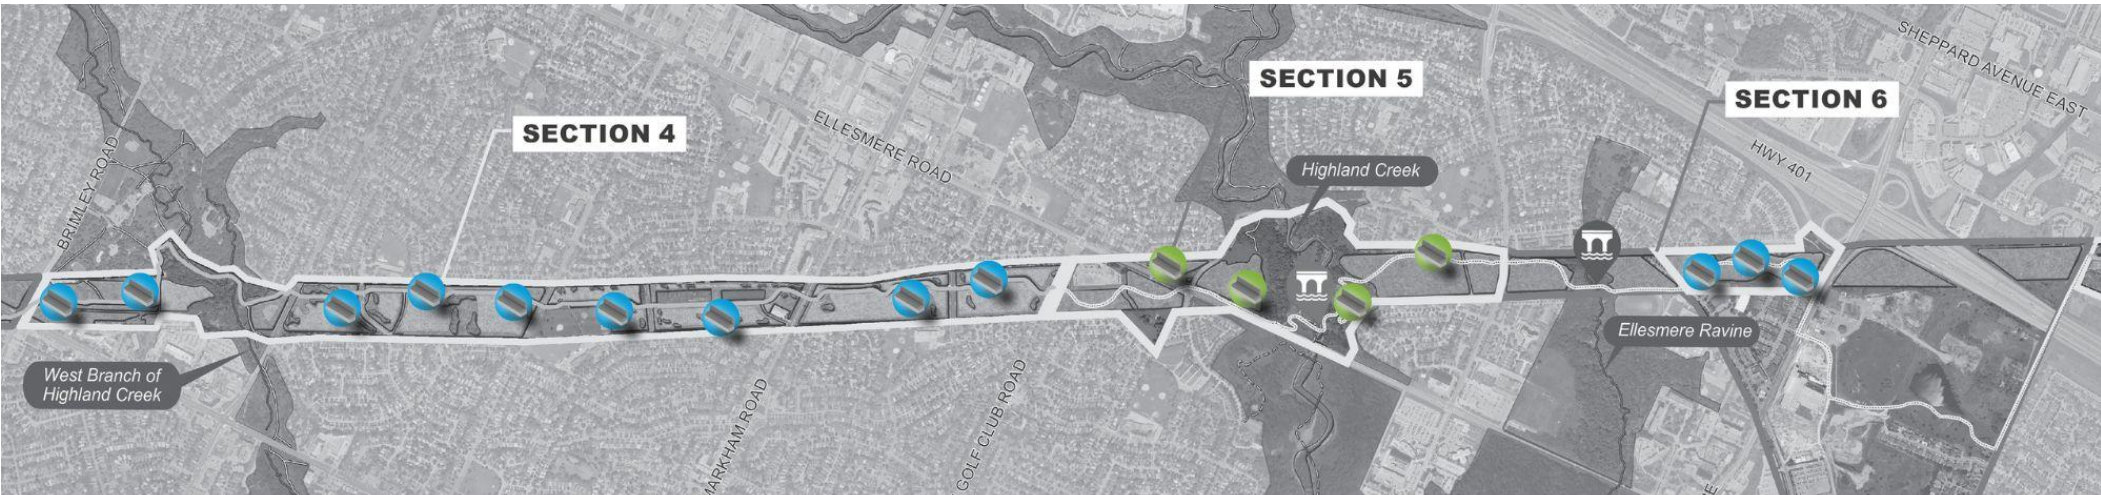 SECTION 4
SECTION 5
SECTION 6
SHEPPARD AVENUE EAST
HWY 401
ELLESMERE ROAD
BRIMLEY ROAD
Highland Creek
Ellesmere Ravine
West Branch of
Highland Creek
MARKHAM ROAD
GOLF CLUB ROAD